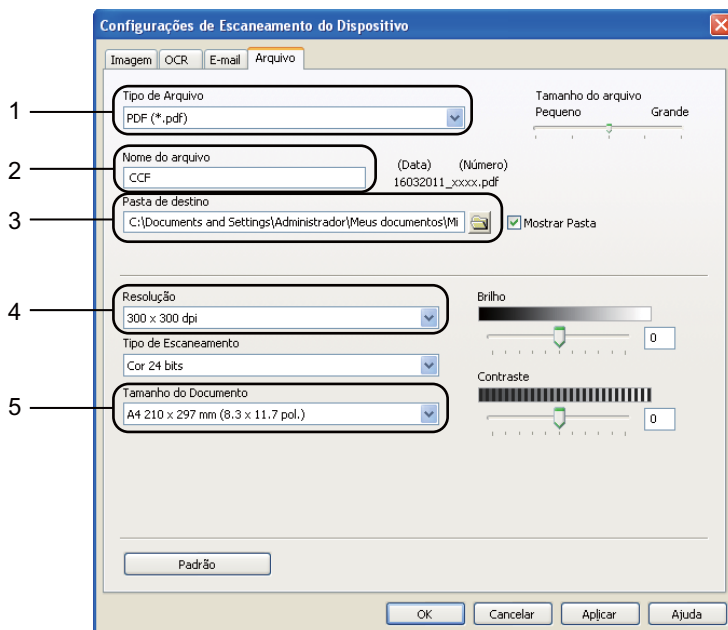 Configurações de Escaneamento do Dispositivo
Imagem OCR E-mail Arquivo
1
Tipo de Arquivo
PDF (*.pdf)
Tamanho do arquivo
Pequeno Grande
2
Nome do arquivo
CCF
(Data) (Número)
16032011_xxxx.pdf
3
Pasta de destino
C:\Documents and Settings\Administrador\Meus documentos\Mi
Mostrar Pasta
4
Resolução
300 x 300 dpi
Brilho
0
Tipo de Escaneamento
Cor 24 bits
Contraste
0
5
Tamanho do Documento
A4 210 x 297 mm (8.3 x 11.7 pol.)
Padrão
OK Cancelar Aplicar Ajuda